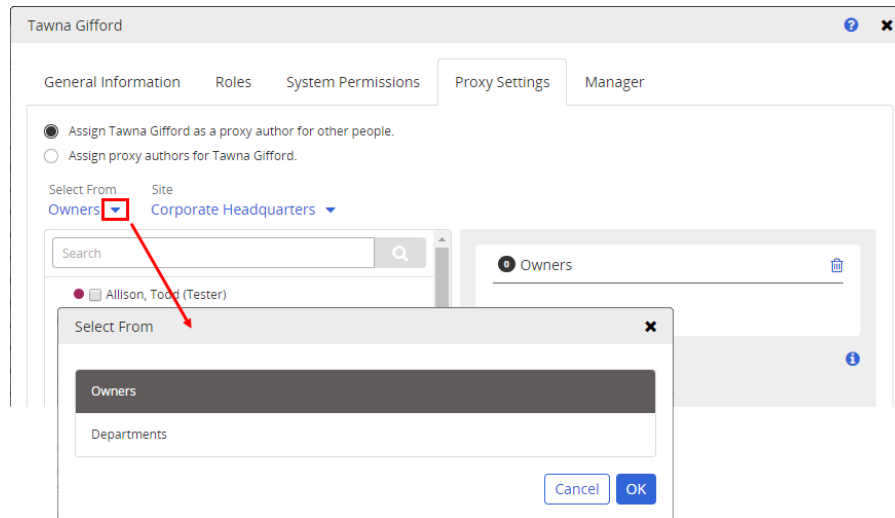 Tawna Gifford
General Information Roles System Permissions Proxy Settings Manager
Assign Tawna Gifford as a proxy author for other people.
Assign proxy authors for Tawna Gifford.
Select From Site
Owners Corporate Headquarters
Search
0 Owners
Allison, Todd (Tester)
Select From
Owners
Departments
Cancel OK